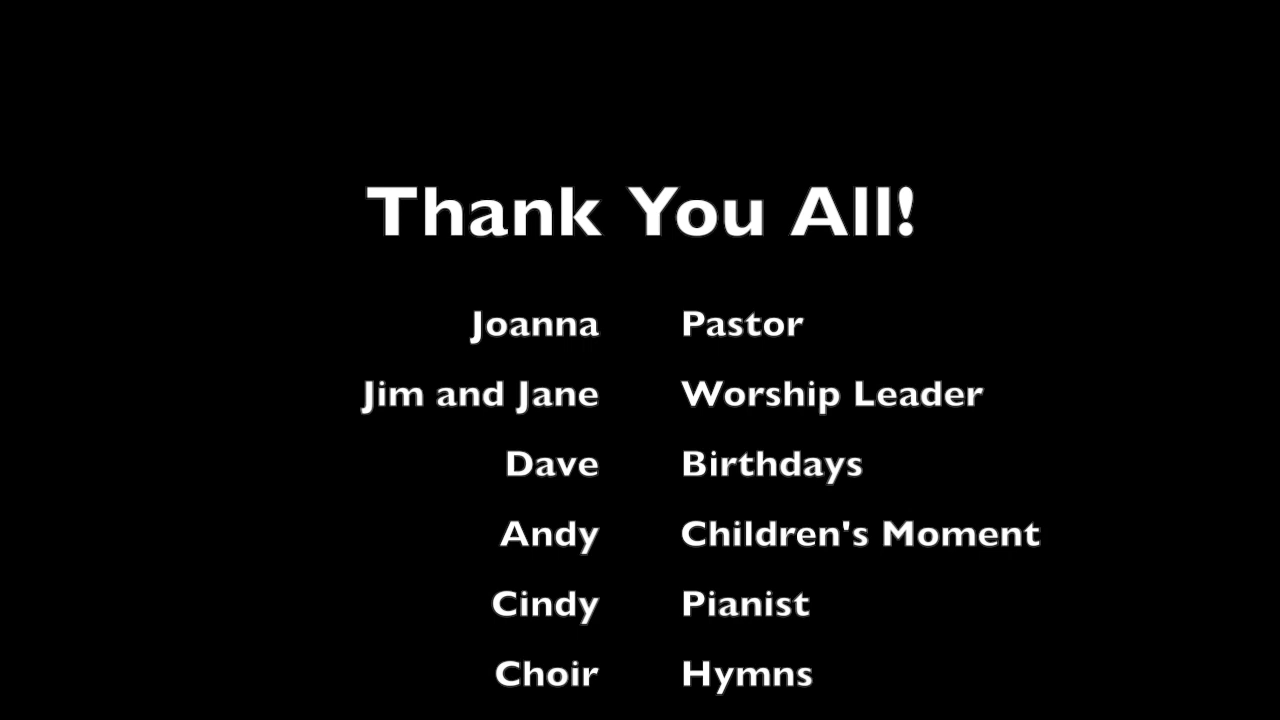 Thank You All!
Joanna Pastor
Jim and Jane Worship Leader
Dave Birthdays
Andy Children's Moment
Cindy Pianist
Choir Hymns